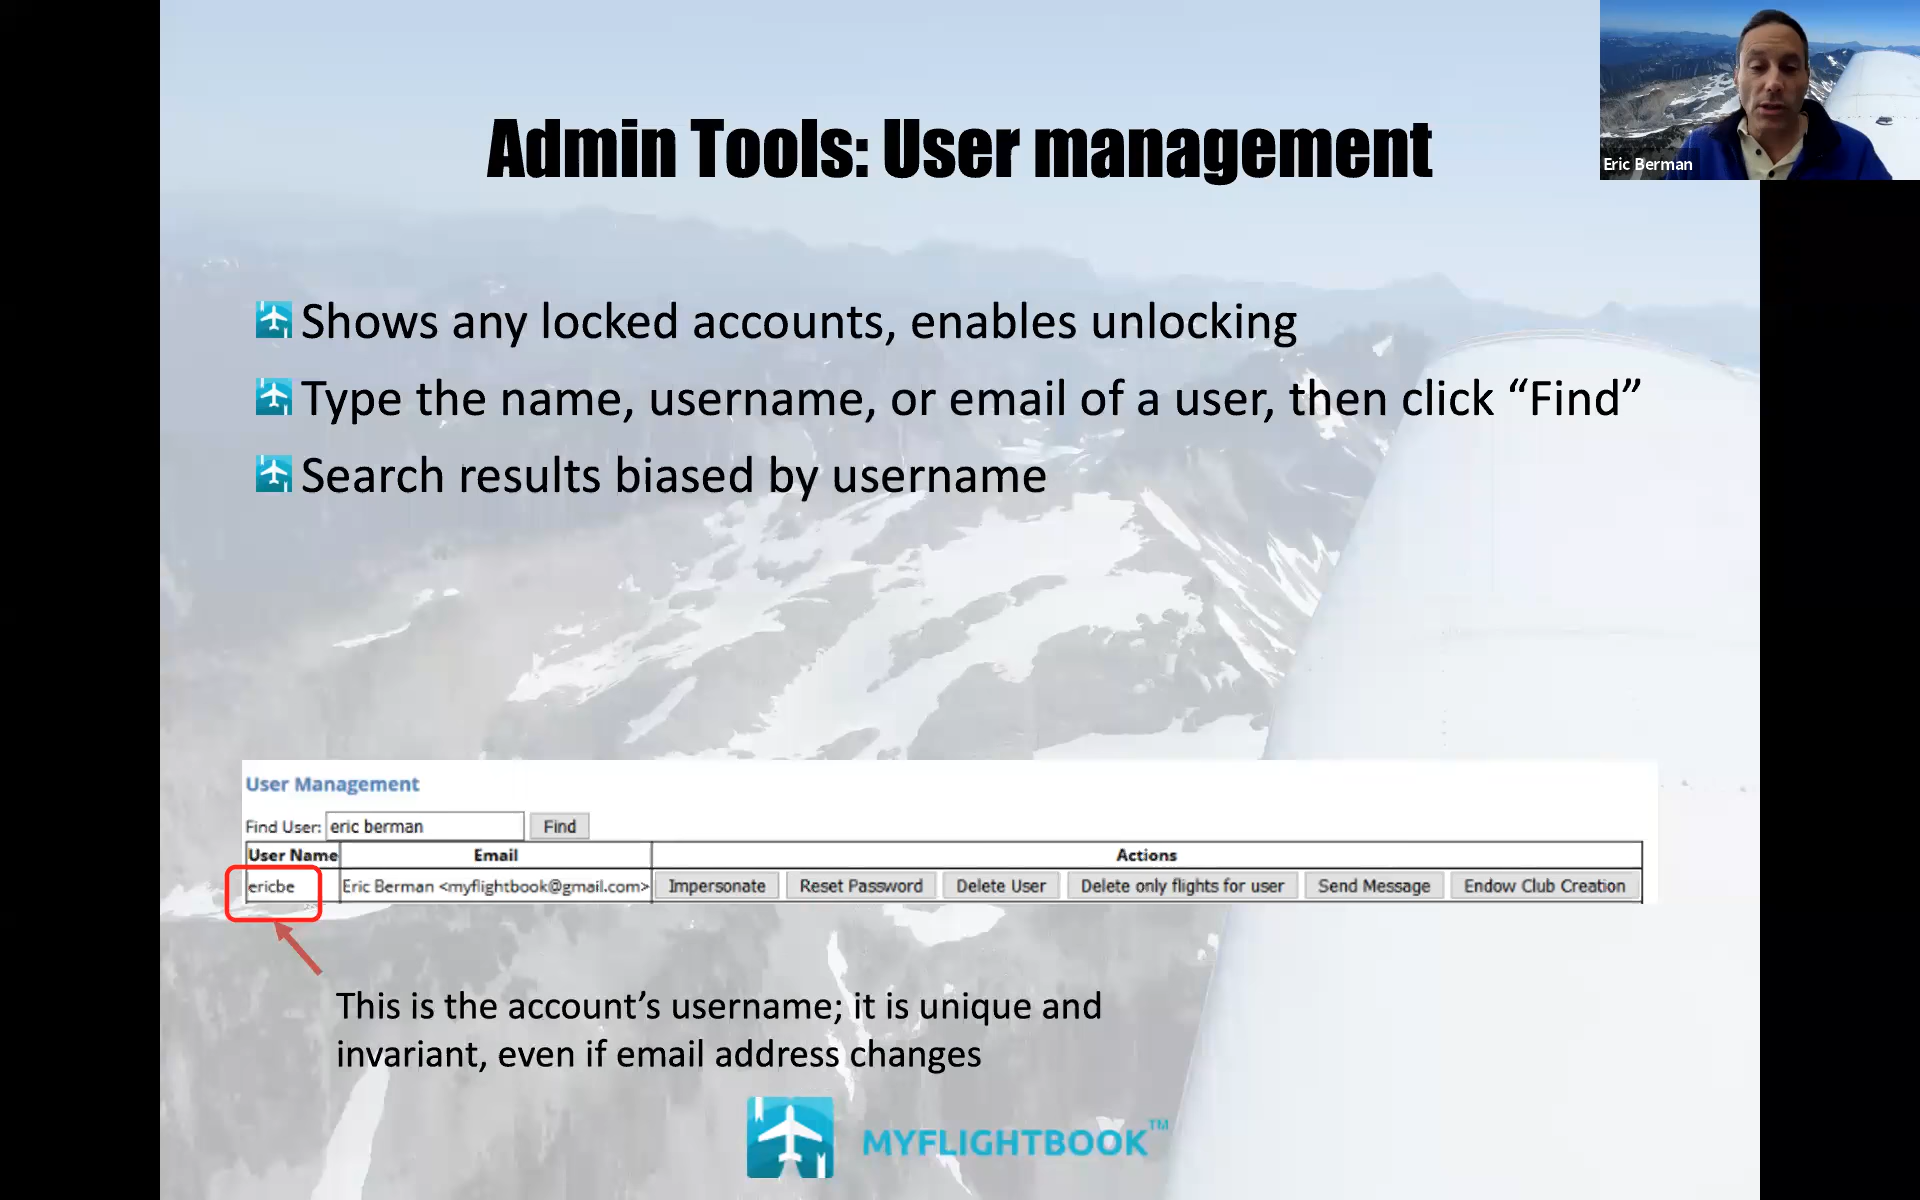 Admin Tools: User management
Eric Berman
Shows any locked accounts, enables unlocking
Type the name, username, or email of a user, then click “Find”
Search results biased by username
User Management
Find User: eric berman Find
User Name Email Actions
ericbe Eric Berman <myflightbook@gmail.com> Impersonate Reset Password Delete User Delete only flights for user Send Message Endow Club Creation
This is the account’s username; it is unique and
invariant, even if email address changes
MYFLIGHTBOOK™